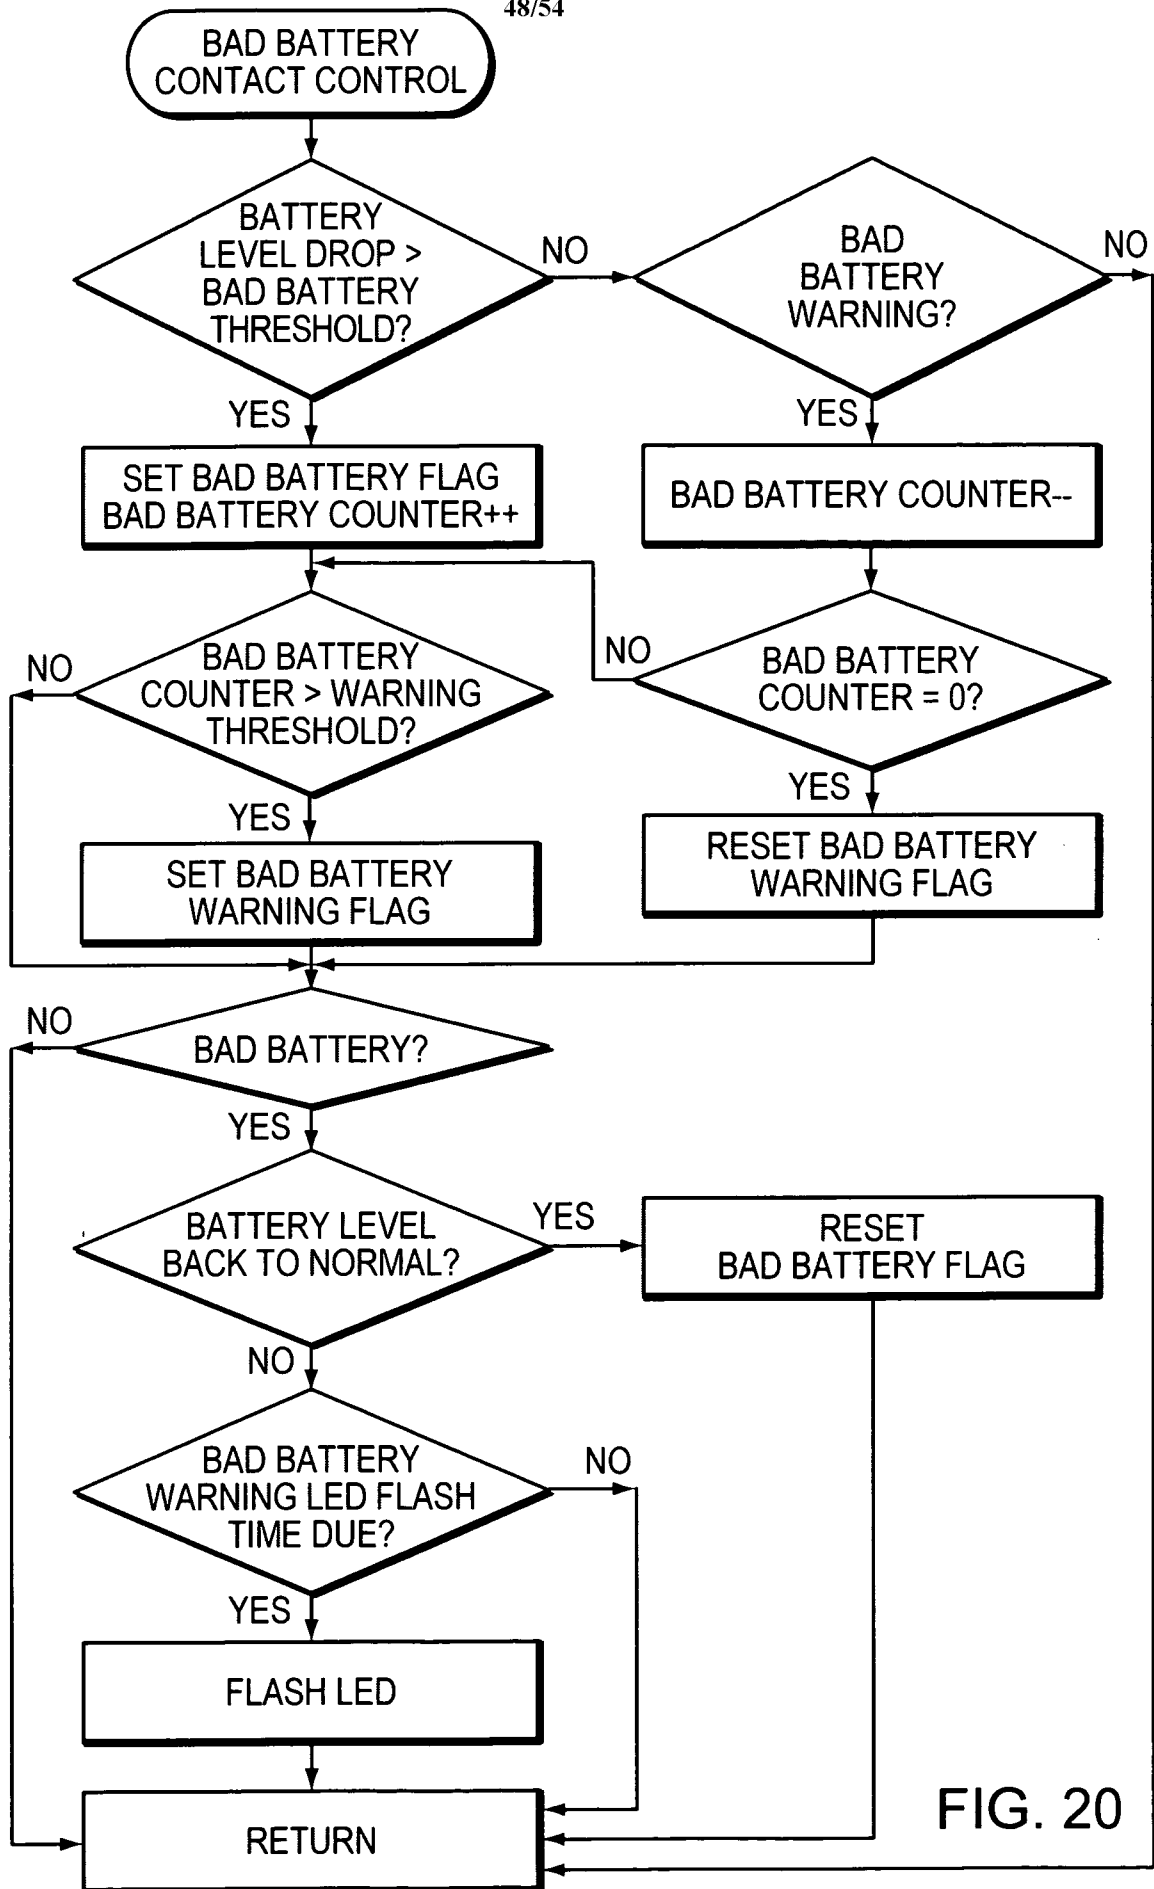 48/54
BAD BATTERY
CONTACT CONTROL
BATTERY
LEVEL DROP >
BAD BATTERY
THRESHOLD?
NO
BAD
BATTERY
WARNING?
NO
YES
YES
SET BAD BATTERY FLAG
BAD BATTERY COUNTER++
BAD BATTERY COUNTER--
NO
BAD BATTERY
COUNTER > WARNING
THRESHOLD?
NO
BAD BATTERY
COUNTER = 0?
YES
YES
SET BAD BATTERY
WARNING FLAG
RESET BAD BATTERY
WARNING FLAG
NO
BAD BATTERY?
YES
BATTERY LEVEL
BACK TO NORMAL?
YES
RESET
BAD BATTERY FLAG
NO
BAD BATTERY
WARNING LED FLASH
TIME DUE?
NO
YES
FLASH LED
RETURN
FIG. 20